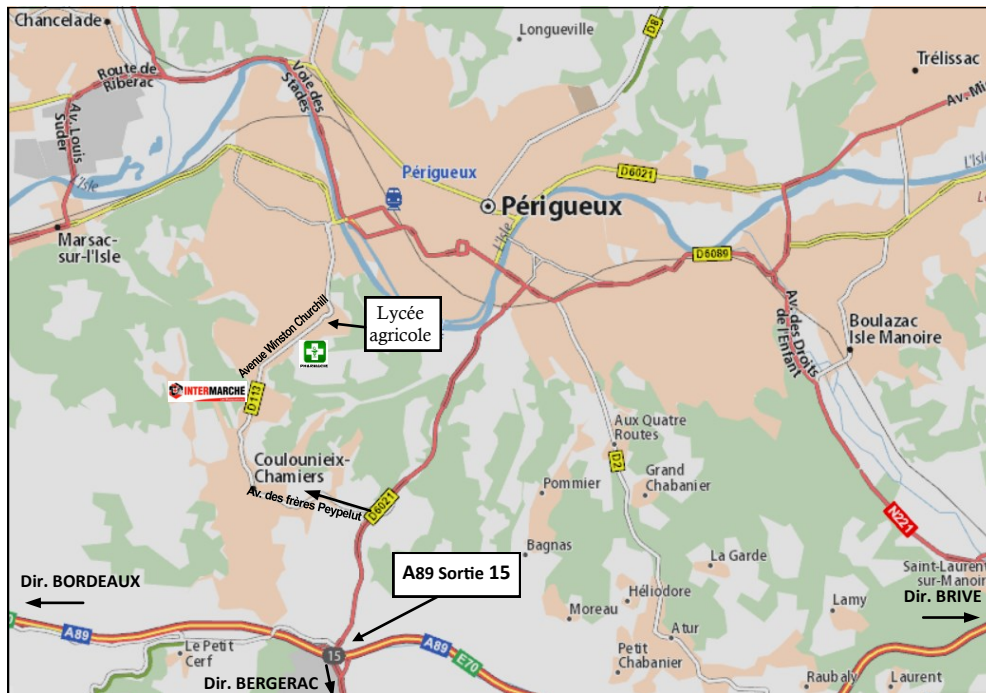 Chancelade
Longueville
D8
Trélissac
Route de
Riberac
Voie des
Stades
Av. Louis
Suder
D6021
L'Isle
L'Isle
Périgueux
Périgueux
L'Isle
Marsac-
sur-l'Isle
D6089
Lycée
agricole
Avenue Winston Churchill
PHARMACIE
Av. des Droits
de l'Enfant
Boulazac
Isle Manoire
INTERMARCHE
D113
Aux Quatre
Routes
D2
Coulounieix-
Chamiers
Av. des frères Peypelut
D6021
Pommier
Grand
Chabanier
N221
Bagnas
La Garde
A89 Sortie 15
Saint-Laurent
sur-Manoir
Dir. BORDEAUX
Dir. BRIVE
Héliodore
Lamy
Moreau
A89
Atur
Le Petit
Cerf
15
A89
E70
Petit
Chabanier
Dir. BERGERAC
Raubaly
Laurent